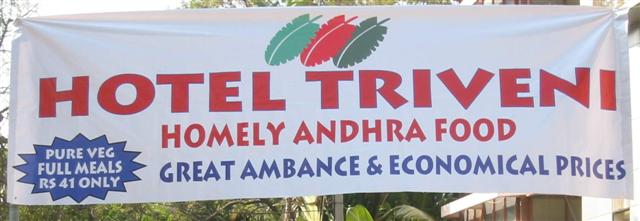 HOTEL TRIVENI
HOMELY ANDHRA FOOD
GREAT AMBANCE & ECONOMICAL PRICES
PURE VEG
FULL MEALS
RS 41 ONLY